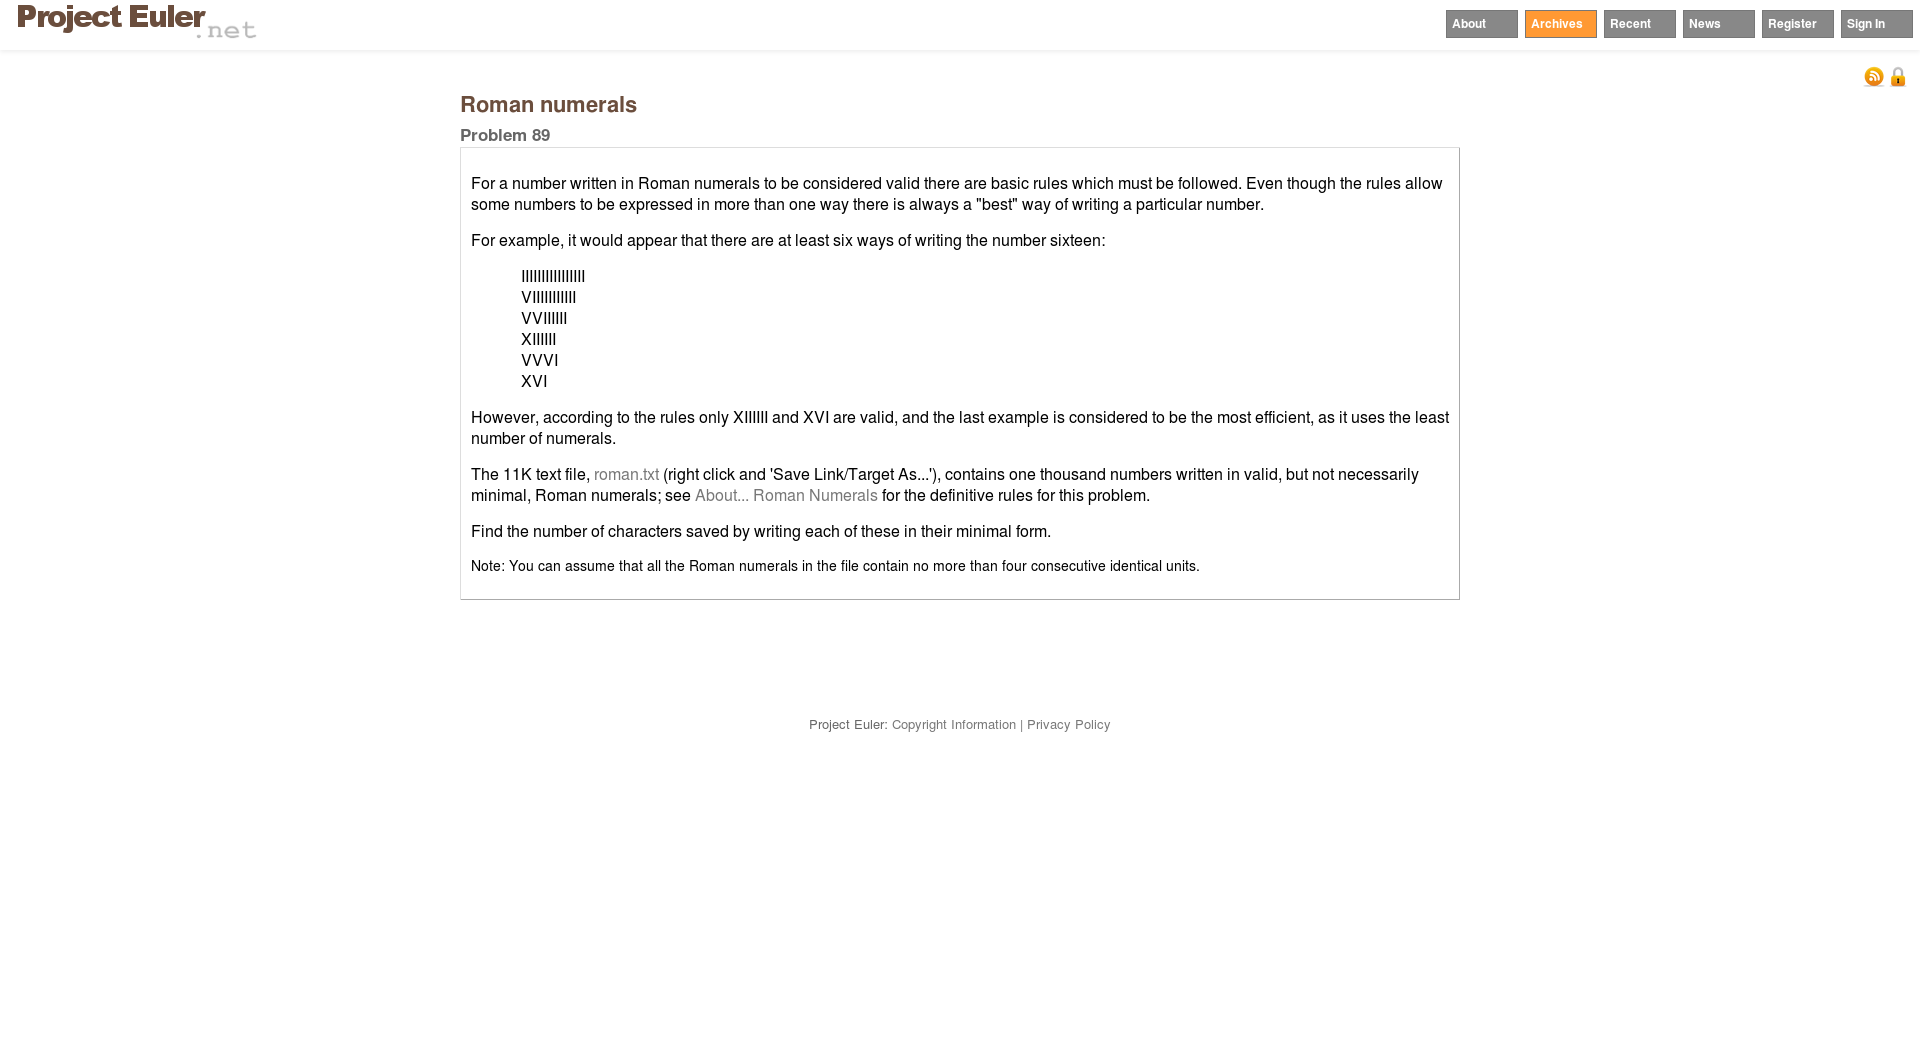 Project Euler.net
About
Archives
Recent
News
Register
Sign In
Roman numerals
Problem 89
For a number written in Roman numerals to be considered valid there are basic rules which must be followed. Even though the rules allow
some numbers to be expressed in more than one way there is always a "best" way of writing a particular number.
For example, it would appear that there are at least six ways of writing the number sixteen:
IIIIIIIIIIIIIIII
VIIIIIIIIIII
VVIIIIII
XIIIIII
VVVI
XVI
However, according to the rules only XIIIIII and XVI are valid, and the last example is considered to be the most efficient, as it uses the least
number of numerals.
The 11K text file, roman.txt (right click and 'Save Link/Target As...'), contains one thousand numbers written in valid, but not necessarily
minimal, Roman numerals; see About... Roman Numerals for the definitive rules for this problem.
Find the number of characters saved by writing each of these in their minimal form.
Note: You can assume that all the Roman numerals in the file contain no more than four consecutive identical units.
Project Euler: Copyright Information | Privacy Policy